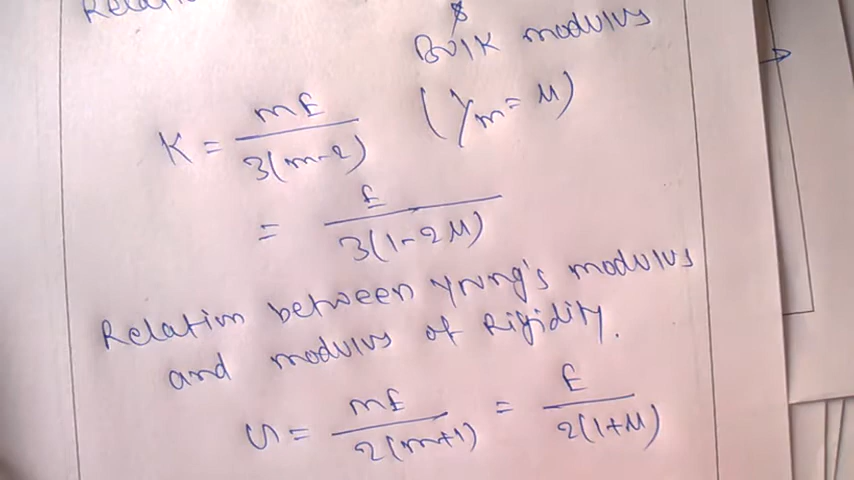 Relation
&
Bulk modulus
K = mE / 3(m-2) (1/m = μ)
= E / 3(1-2μ)
Relation between Young's modulus
and modulus of Rigidity.
G = mE / 2(m+1) = E / 2(1+μ)